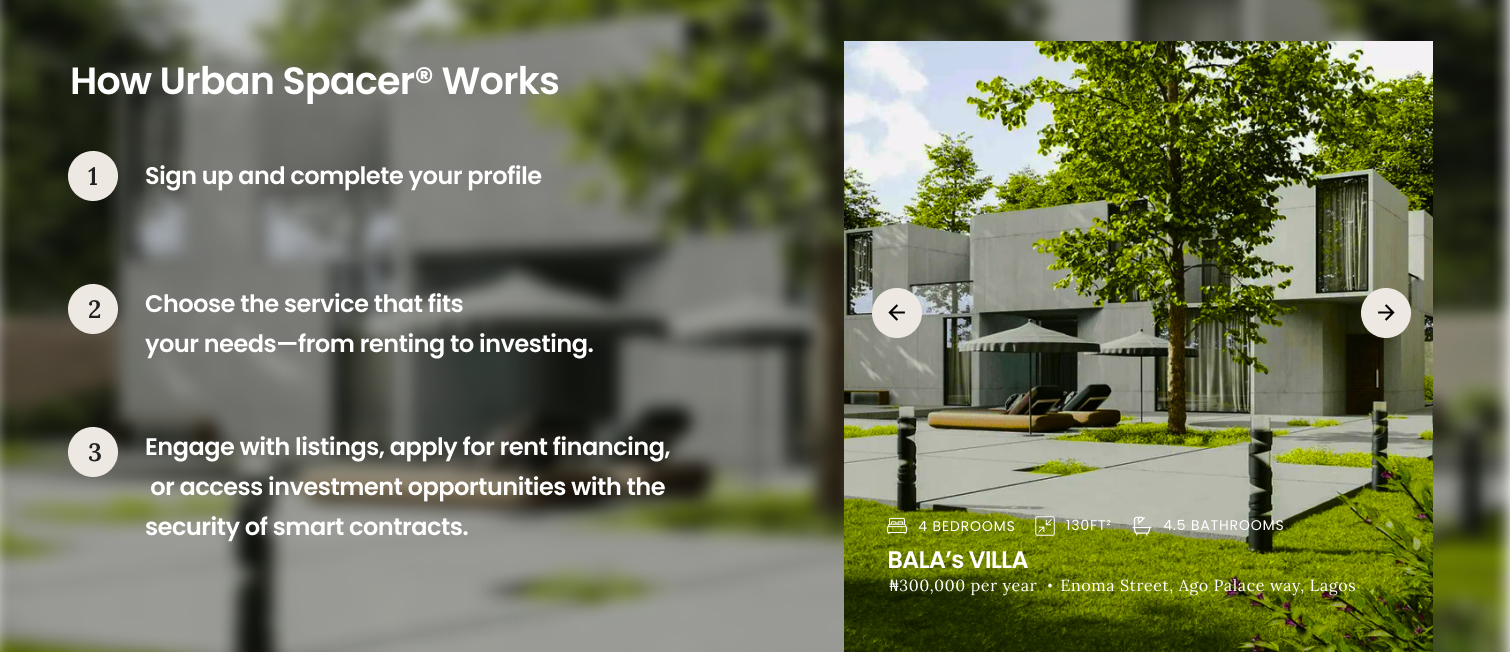 How Urban Spacer® Works
1
Sign up and complete your profile
2
Choose the service that fits
your needs—from renting to investing.
3
Engage with listings, apply for rent financing,
or access investment opportunities with the
security of smart contracts.
4 BEDROOMS 130FT² 4.5 BATHROOMS
BALA's VILLA
₦300,000 per year • Enoma Street, Ago Palace way, Lagos